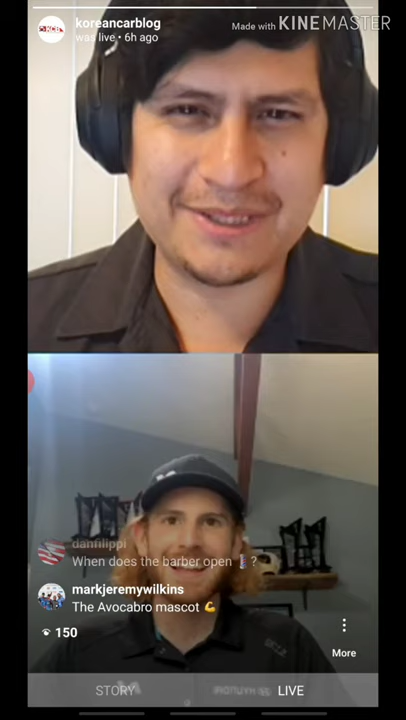 koreancarblog
was live • 6h ago
Made with KINEMASTER
danfilippi
When does the barber open 💈?
markjeremywilkins
The Avocabro mascot 💪
150
More
STORY
LIVE